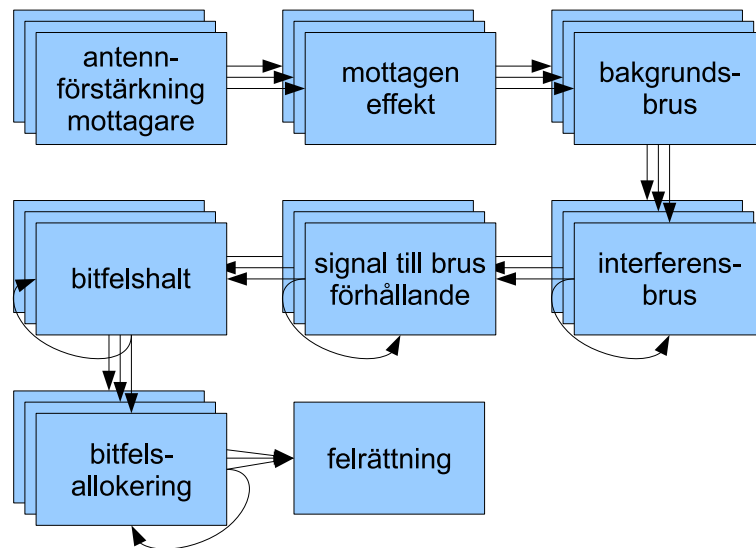 antenn-
förstärkning
mottagare
mottagen
effekt
bakgrunds-
brus
bitfelshalt
signal till brus
förhållande
interferens-
brus
bitfels-
allokering
felrättning